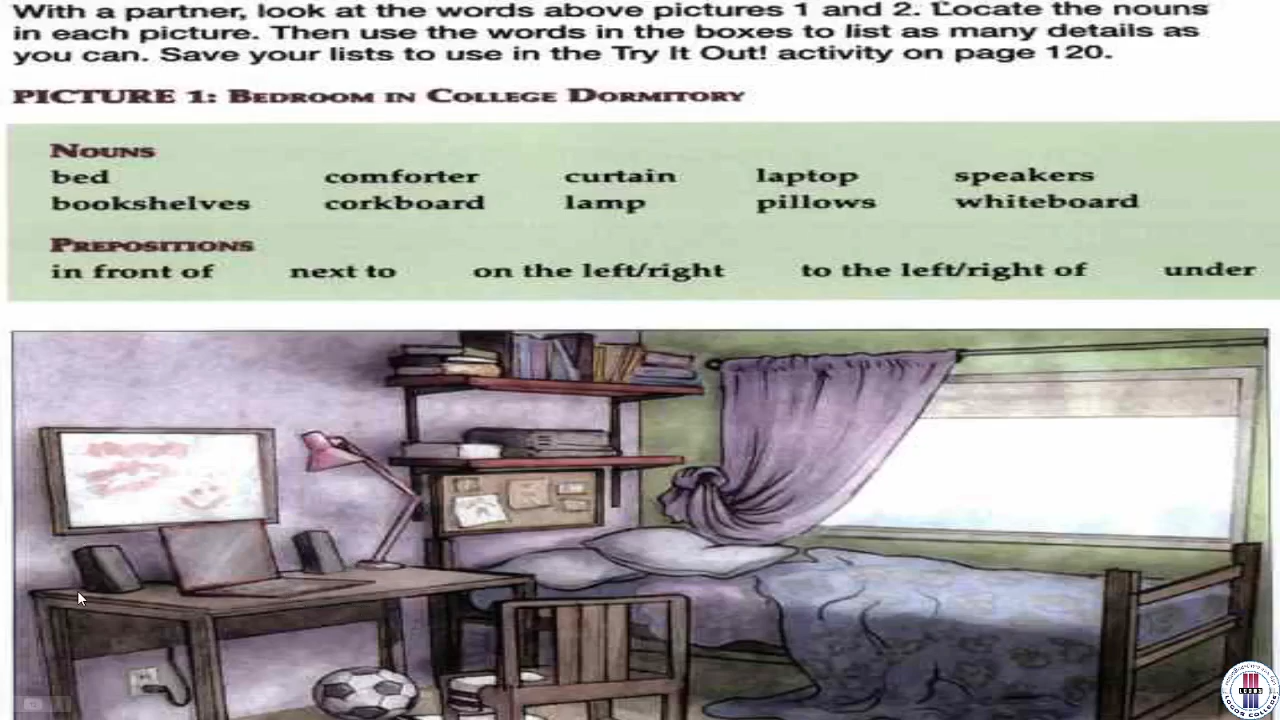 With a partner, look at the words above pictures 1 and 2. Locate the nouns
in each picture. Then use the words in the boxes to list as many details as
you can. Save your lists to use in the Try It Out! activity on page 120.
PICTURE 1: BEDROOM IN COLLEGE DORMITORY
NOUNS
bed comforter curtain laptop speakers
bookshelves corkboard lamp pillows whiteboard
PREPOSITIONS
in front of next to on the left/right to the left/right of under